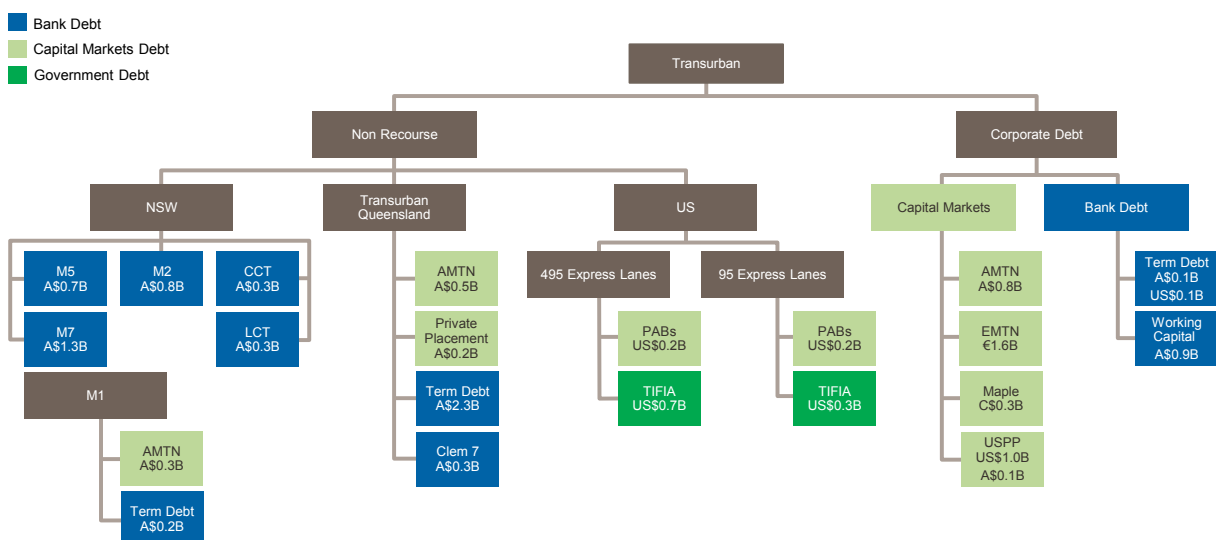 Bank Debt
Capital Markets Debt
Government Debt
Transurban
Non Recourse
Corporate Debt
NSW
Transurban
Queensland
US
Capital Markets
Bank Debt
M5
A$0.7B
M2
A$0.8B
CCT
A$0.3B
M7
A$1.3B
LCT
A$0.3B
M1
AMTN
A$0.3B
Term Debt
A$0.2B
AMTN
A$0.5B
Private
Placement
A$0.2B
Term Debt
A$2.3B
Clem 7
A$0.3B
495 Express Lanes
95 Express Lanes
PABs
US$0.2B
TIFIA
US$0.7B
PABs
US$0.2B
TIFIA
US$0.3B
AMTN
A$0.8B
EMTN
€1.6B
Maple
C$0.3B
USPP
US$1.0B
A$0.1B
Term Debt
A$0.1B
US$0.1B
Working
Capital
A$0.9B